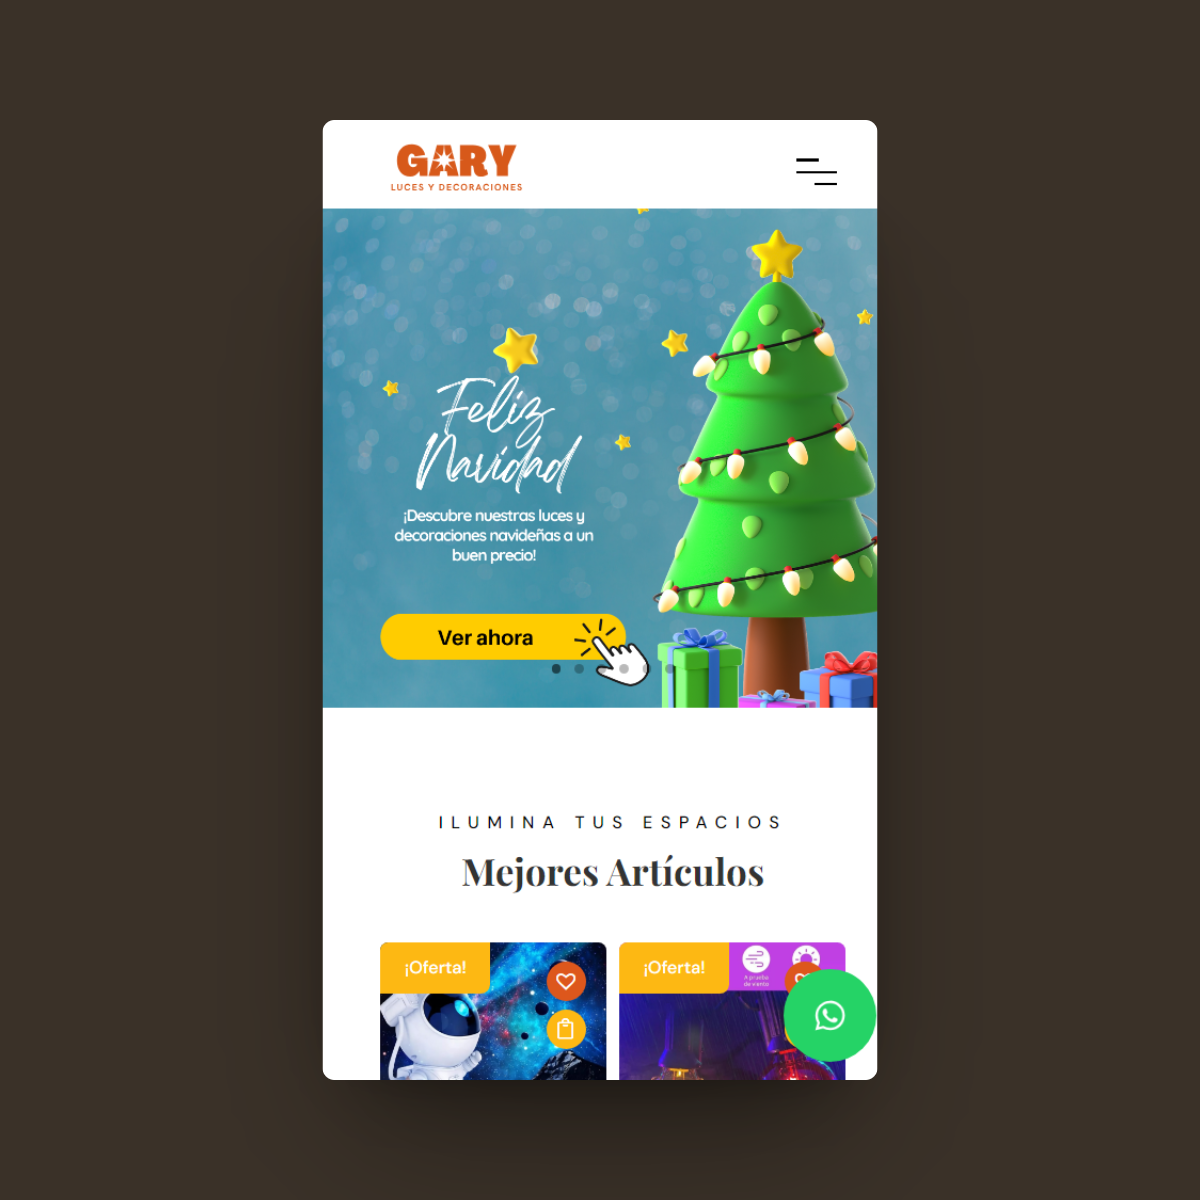 GARY
LUCES Y DECORACIONES
Feliz
Navidad
¡Descubre nuestras luces y
decoraciones navideñas a un
buen precio!
Ver ahora
ILUMINA TUS ESPACIOS
Mejores Artículos
¡Oferta!
¡Oferta!
A prueba
de viento